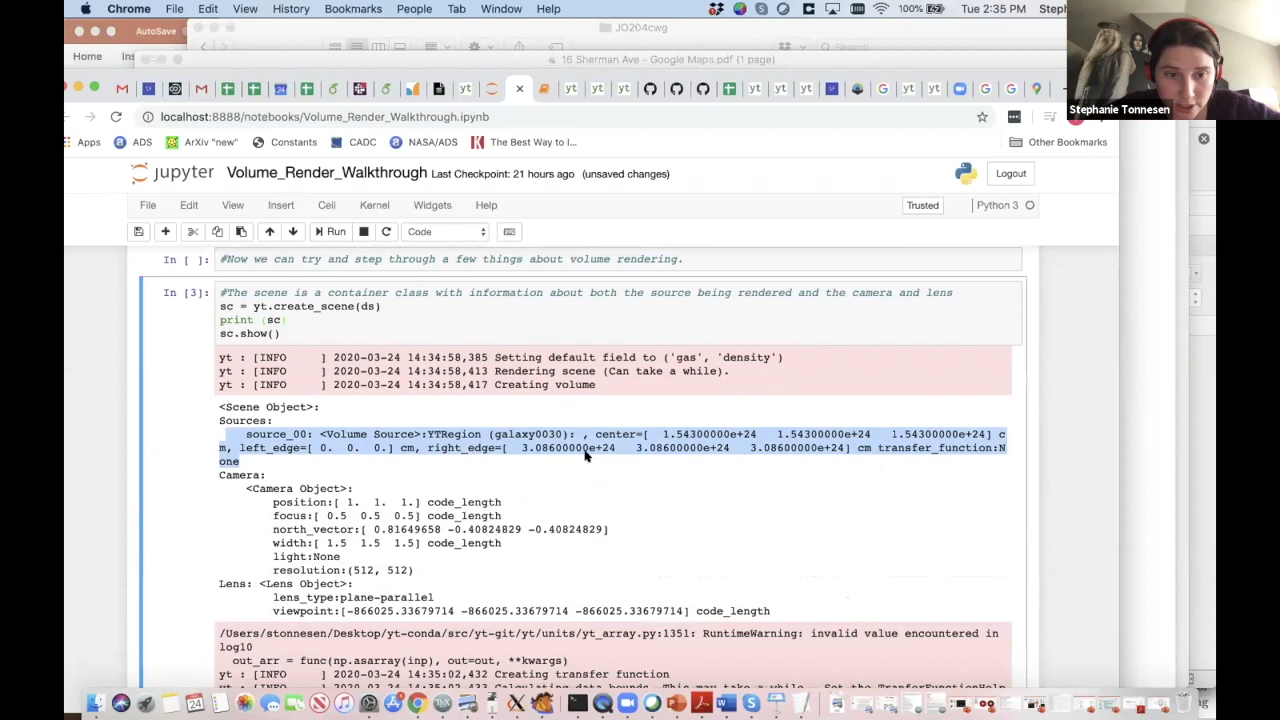 Chrome File Edit View History Bookmarks People Tab Window Help 100% Tue 2:35 PM Steph
AutoSave
JO204cwg
Home Ins
16 Sherman Ave - Google Maps.pdf (1 page)
Stephanie Tonnesen
localhost:8888/notebooks/Volume_Render_Walkthrough.ipynb
Apps ADS ArXiv "new" Constants CADC NASA/ADS The Best Way to I... Other Bookmarks
jupyter Volume_Render_Walkthrough Last Checkpoint: 21 hours ago (unsaved changes) Logout
File Edit View Insert Cell Kernel Widgets Help Trusted Python 3
Run Code
In [ ]: #Now we can try and step through a few things about volume rendering.
In [3]: #The scene is a container class with information about both the source being rendered and the camera and lens
sc = yt.create_scene(ds)
print (sc)
sc.show()
yt : [INFO ] 2020-03-24 14:34:58,385 Setting default field to ('gas', 'density')
yt : [INFO ] 2020-03-24 14:34:58,413 Rendering scene (Can take a while).
yt : [INFO ] 2020-03-24 14:34:58,417 Creating volume
<Scene Object>:
Sources:
source_00: <Volume Source>:YTRegion (galaxy0030): , center=[ 1.54300000e+24 1.54300000e+24 1.54300000e+24] c
m, left_edge=[ 0. 0. 0.] cm, right_edge=[ 3.08600000e+24 3.08600000e+24 3.08600000e+24] cm transfer_function:N
one
Camera:
<Camera Object>:
position:[ 1. 1. 1.] code_length
focus:[ 0.5 0.5 0.5] code_length
north_vector:[ 0.81649658 -0.40824829 -0.40824829]
width:[ 1.5 1.5 1.5] code_length
light:None
resolution:(512, 512)
Lens: <Lens Object>:
lens_type:plane-parallel
viewpoint:[-866025.33679714 -866025.33679714 -866025.33679714] code_length
/Users/stonnesen/Desktop/yt-conda/src/yt-git/yt/units/yt_array.py:1351: RuntimeWarning: invalid value encountered in
log10
out_arr = func(np.asarray(inp), out=out, **kwargs)
yt : [INFO ] 2020-03-24 14:35:02,432 Creating transfer function